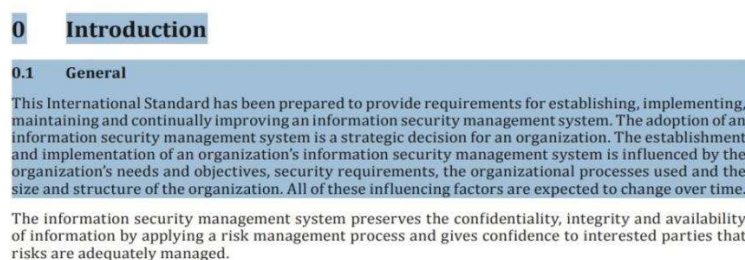 0 Introduction
0.1 General
This International Standard has been prepared to provide requirements for establishing, implementing,
maintaining and continually improving an information security management system. The adoption of an
information security management system is a strategic decision for an organization. The establishment
and implementation of an organization's information security management system is influenced by the
organization's needs and objectives, security requirements, the organizational processes used and the
size and structure of the organization. All of these influencing factors are expected to change over time.
The information security management system preserves the confidentiality, integrity and availability
of information by applying a risk management process and gives confidence to interested parties that
risks are adequately managed.